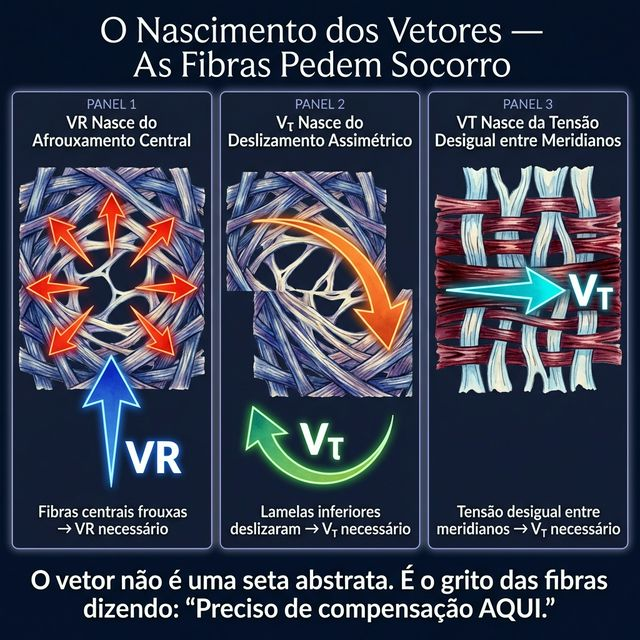 O Nascimento dos Vetores —
As Fibras Pedem Socorro
PANEL 1
VR Nasce do
Afrouxamento Central
VR
Fibras centrais frouxas
→ VR necessário
PANEL 2
Vτ Nasce do
Deslizamento Assimétrico
Vτ
Lamelas inferiores
deslizaram → VT necessário
PANEL 3
VT Nasce da Tensão
Desigual entre Meridianos
VT
Tensão desigual entre
meridianos → VT necessário
O vetor não é uma seta abstrata. É o grito das fibras
dizendo: “Preciso de compensação AQUI.”